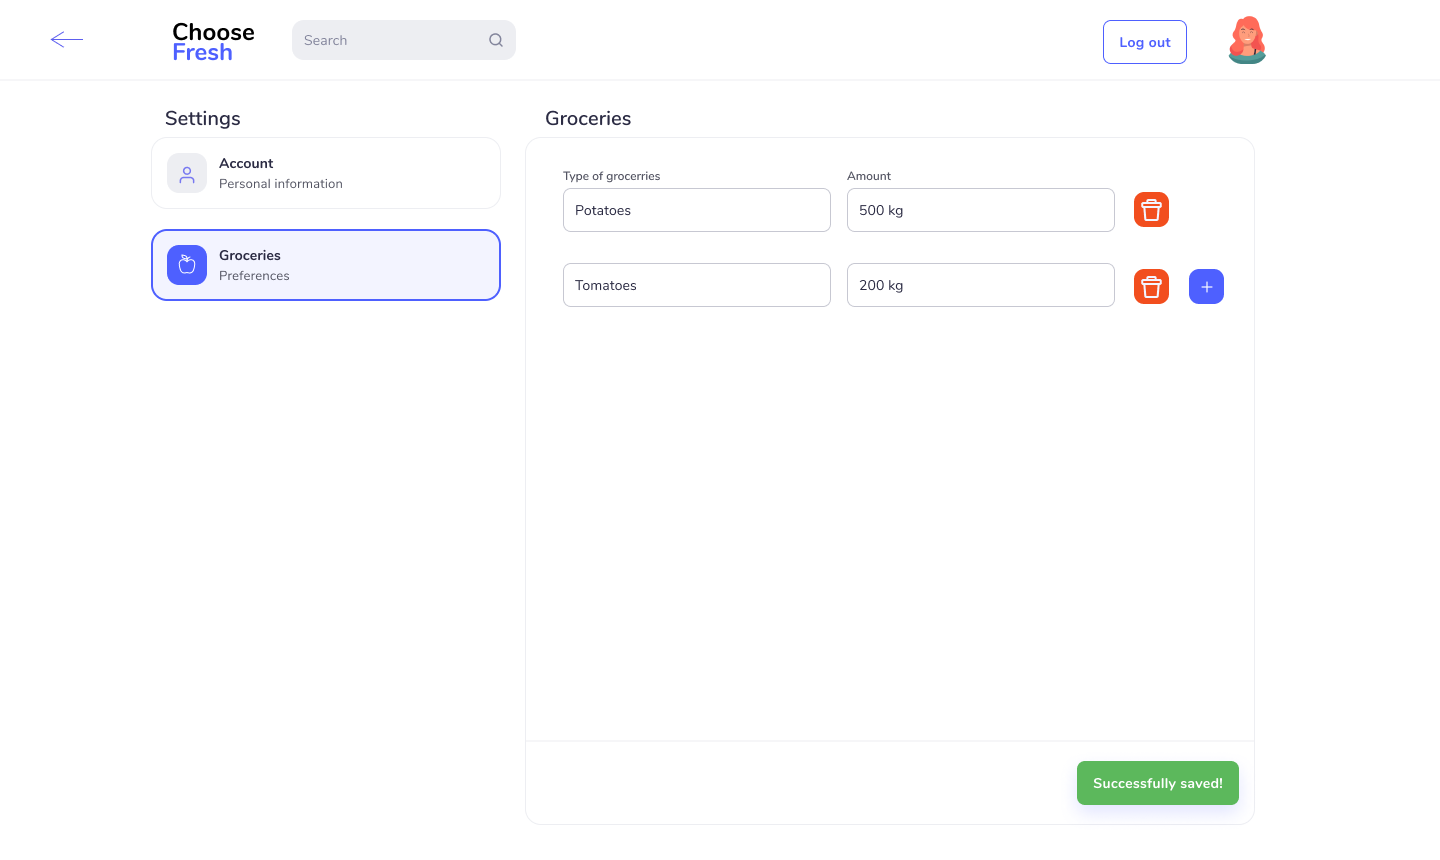 Choose
Fresh
Search
Log out
Settings
Account
Personal information
Groceries
Preferences
Groceries
Type of grocerries
Amount
Potatoes
500 kg
Tomatoes
200 kg
Successfully saved!